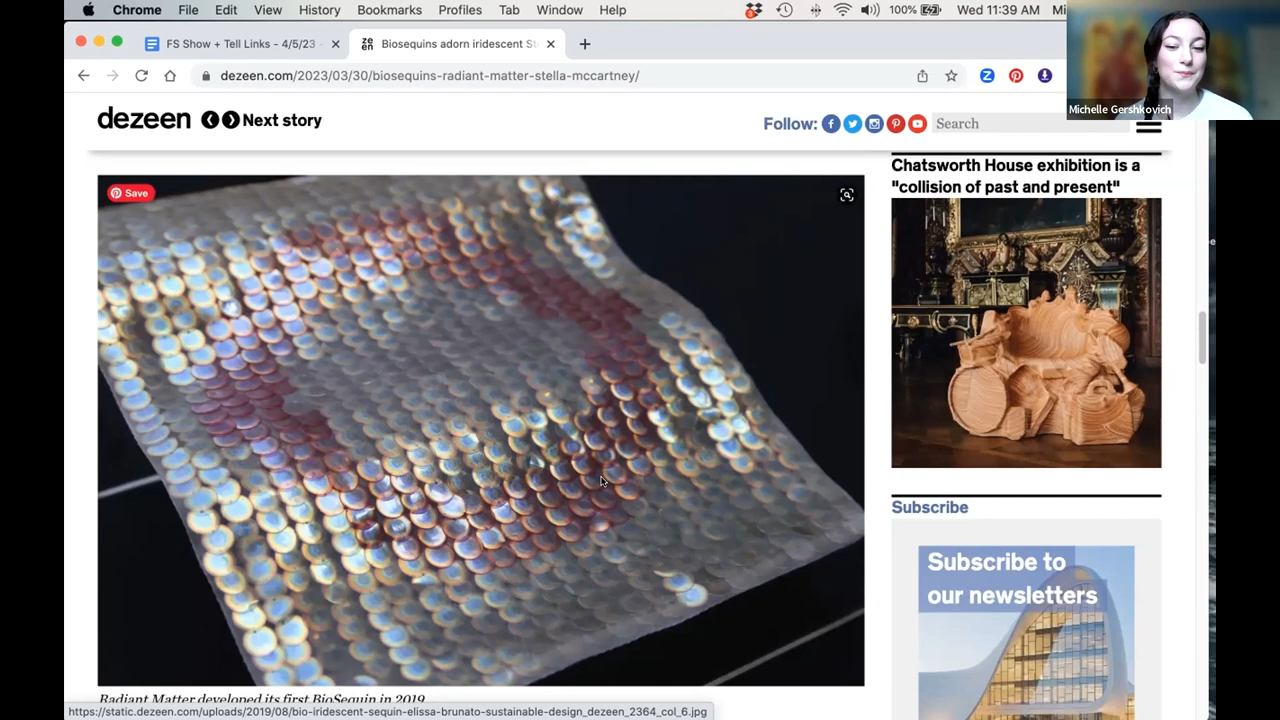 Chrome File Edit View History Bookmarks Profiles Tab Window Help 100% Wed 11:39 AM Mi
FS Show + Tell Links - 4/5/23 -
Biosequins adorn iridescent St
dezeen.com/2023/03/30/biosequins-radiant-matter-stella-mccartney/
Michelle Gershkovich
dezeen Next story
Follow: Search
Save
Chatsworth House exhibition is a
"collision of past and present"
Subscribe
Subscribe to
our newsletters
Radiant Matter developed its first BioSequin in 2019
https://static.dezeen.com/uploads/2019/08/bio-iridescent-sequin-elissa-brunato-sustainable-design_dezeen_2364_col_6.jpg